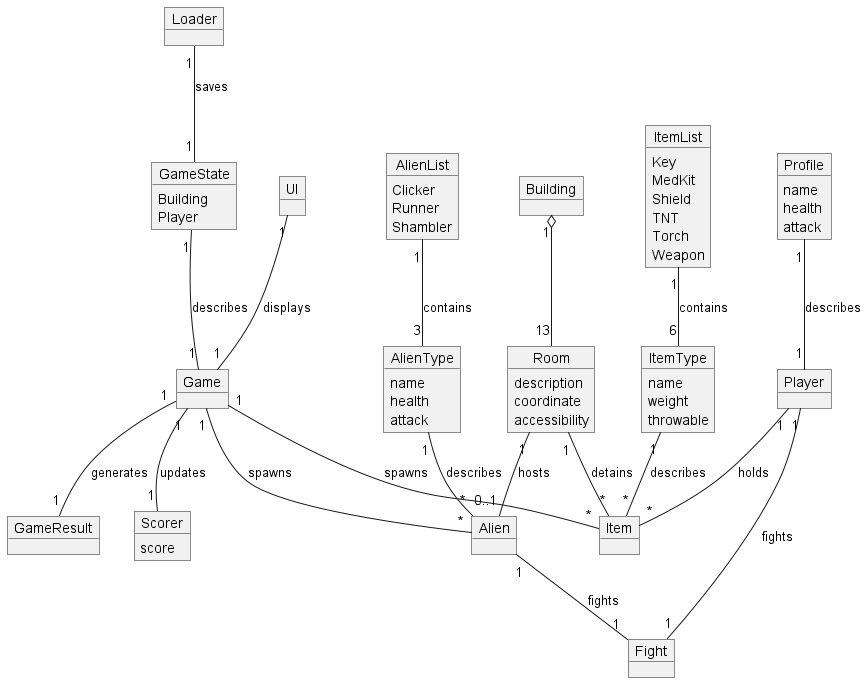 Loader
1
saves
1
GameState
Building
Player
UI
AlienList
Clicker
Runner
Shambler
Building
ItemList
Key
MedKit
Shield
TNT
Torch
Weapon
Profile
name
health
attack
1
1
1
1
1
1
describes
displays
contains
contains
describes
1
1
3
13
6
1
AlienType
name
health
attack
Room
description
coordinate
accessibility
ItemType
name
weight
throwable
Game
Player
1
1
1
1
1
1
1
1
1
1
generates
updates
spawns
spawns
describes
hosts
detains
describes
holds
1
1
*
*
0..1
*
*
*
*
GameResult
Scorer
score
Alien
Item
fights
1
fights
1
1
Fight